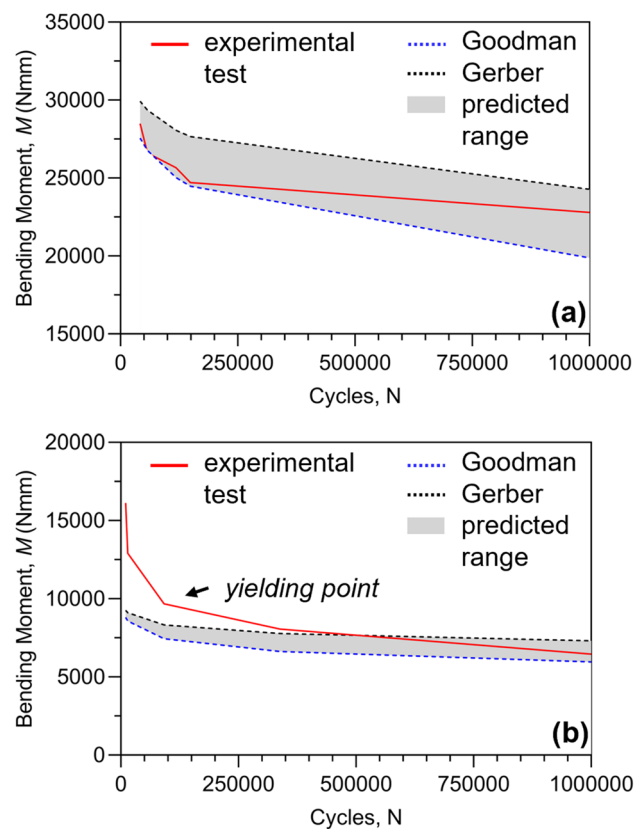 experimental
test
Goodman
Gerber
predicted
range
35000
30000
25000
20000
15000
Bending Moment, M (Nmm)
(a)
0 250000 500000 750000 1000000
Cycles, N
20000
15000
10000
5000
0
Bending Moment, M (Nmm)
experimental
test
Goodman
Gerber
predicted
range
yielding point
(b)
0 250000 500000 750000 1000000
Cycles, N